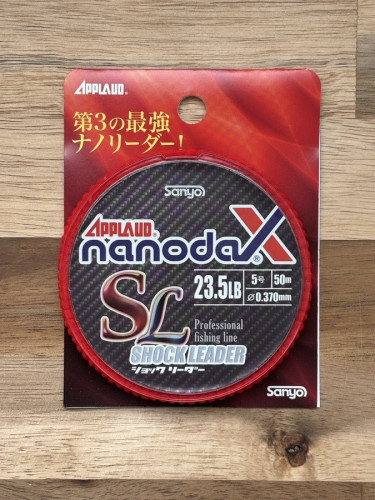 APPLAUD®
第3の最強
ナノリーダー!
Sanyo
APPLAUD
nanodaX®
23.5LB
5号
50m
Ø0.370mm
SL
Professional
fishing line
SHOCK LEADER
ショックリーダー
Sanyo